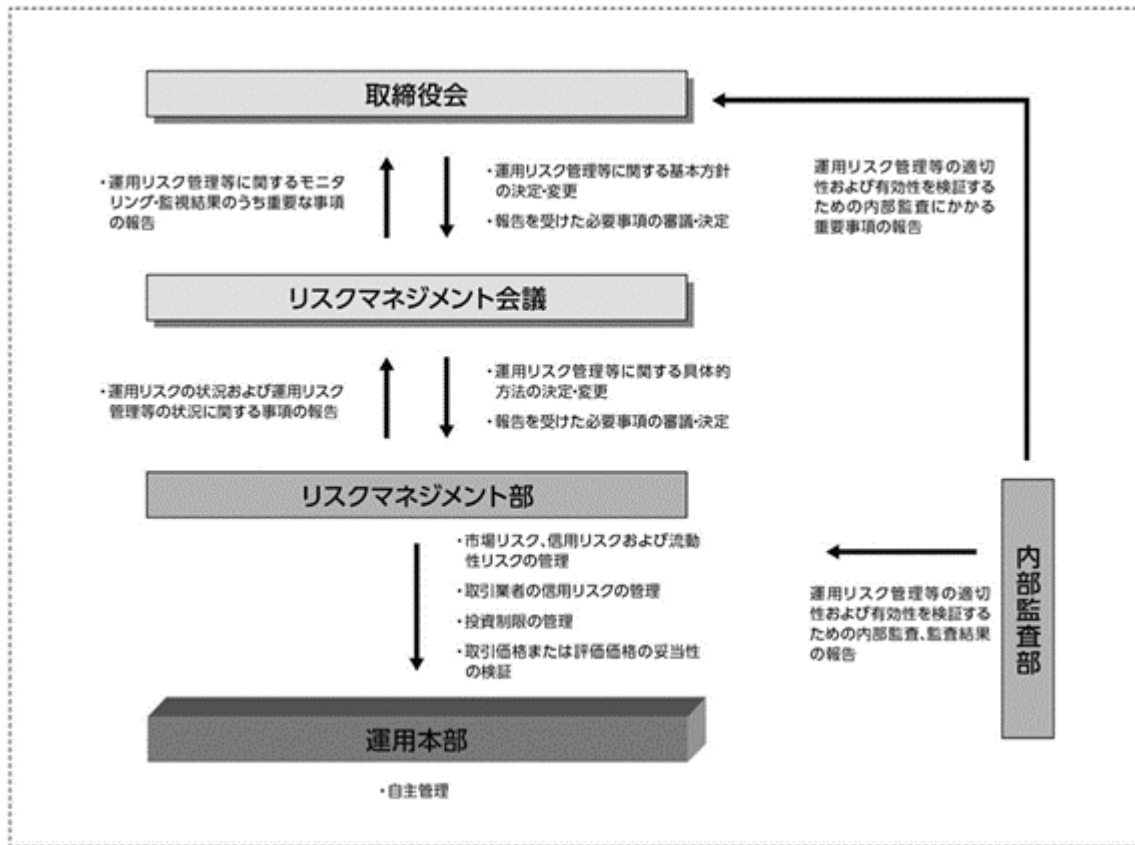 取締役会
・運用リスク管理等に関するモニタ
リング・監視結果のうち重要な事項
の報告
・運用リスク管理等に関する基本方針
の決定・変更
・報告を受けた必要事項の審議・決定
運用リスク管理等の適切
性および有効性を検証する
ための内部監査にかかる
重要事項の報告
リスクマネジメント会議
・運用リスクの状況および運用リスク
管理等の状況に関する事項の報告
・運用リスク管理等に関する具体的
方法の決定・変更
・報告を受けた必要事項の審議・決定
リスクマネジメント部
・市場リスク、信用リスクおよび流動
性リスクの管理
・取引業者の信用リスクの管理
・投資制限の管理
・取引価格または評価価格の妥当性
の検証
運用リスク管理等の適切
性および有効性を検証する
ための内部監査、監査結果
の報告
内部監査部
運用本部
・自主管理